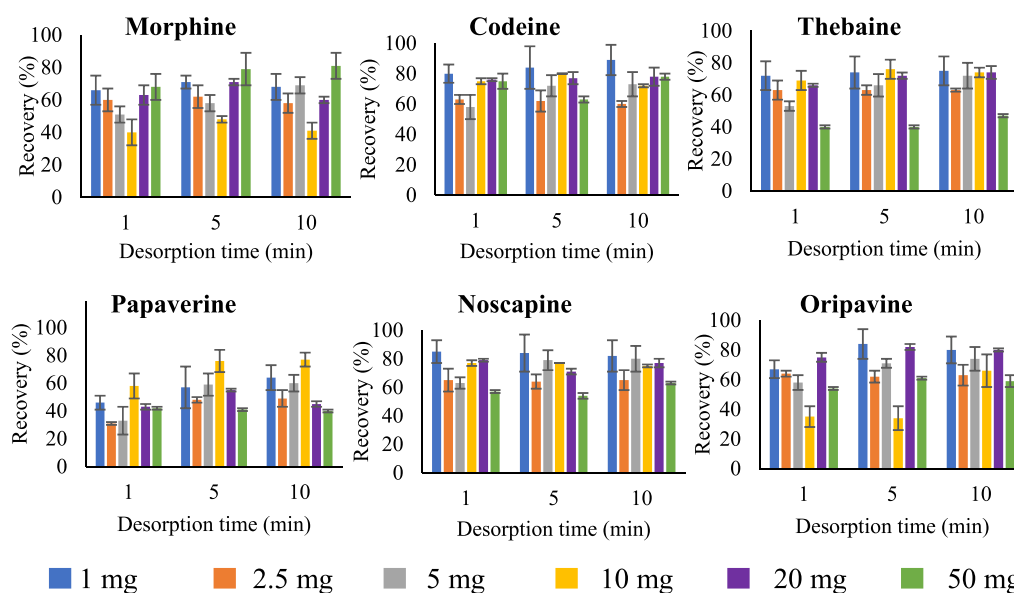 Morphine
Recovery (%)
100
80
60
40
20
0
1 5 10
Desorption time (min)
Codeine
Recovery (%)
100
80
60
40
20
0
1 5 10
Desorption time (min)
Thebaine
Recovery (%)
100
80
60
40
20
0
1 5 10
Desorption time (min)
Papaverine
Recovery (%)
100
80
60
40
20
0
1 5 10
Desorption time (min)
Noscapine
Recovery (%)
100
80
60
40
20
0
1 5 10
Desorption time (min)
Oripavine
Recovery (%)
100
80
60
40
20
0
1 5 10
Desorption time (min)
1 mg 2.5 mg 5 mg 10 mg 20 mg 50 mg